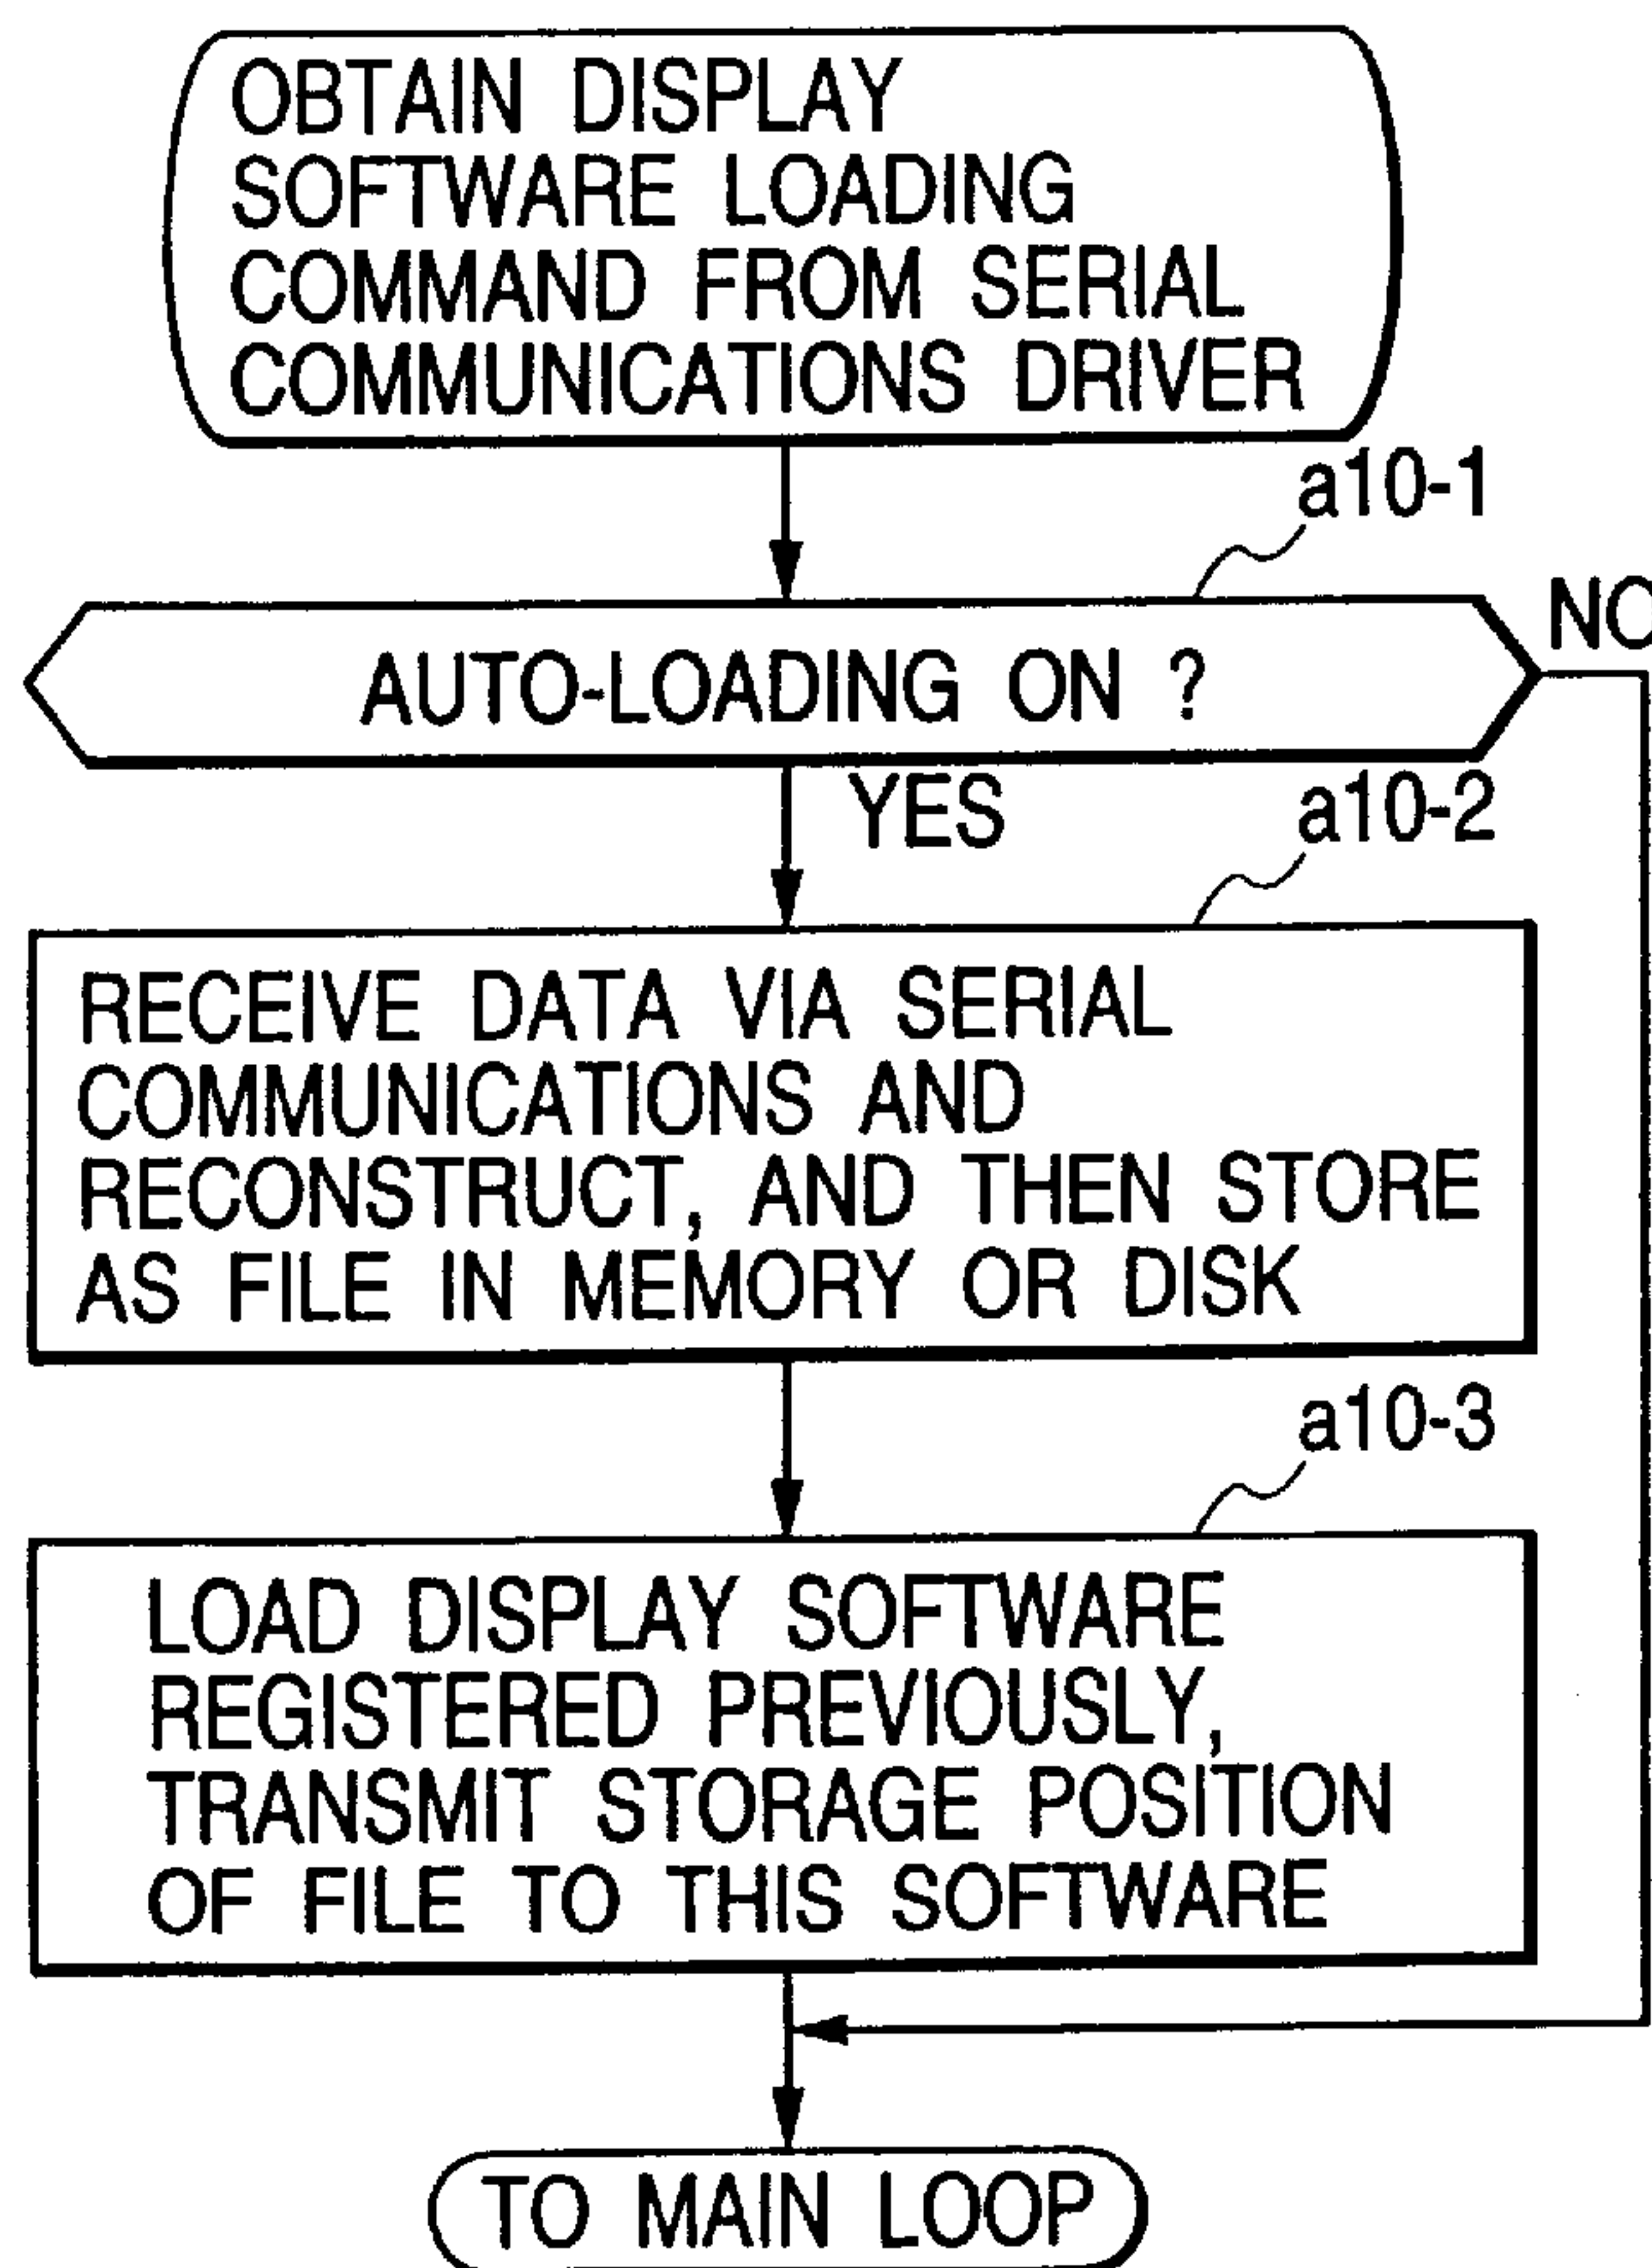 OBTAIN DISPLAY
SOFTWARE LOADING
COMMAND FROM SERIAL
COMMUNICATIONS DRIVER
a10-1
NO
AUTO-LOADING ON ?
YES
a10-2
RECEIVE DATA VIA SERIAL
COMMUNICATIONS AND
RECONSTRUCT, AND THEN STORE
AS FILE IN MEMORY OR DISK
a10-3
LOAD DISPLAY SOFTWARE
REGISTERED PREVIOUSLY,
TRANSMIT STORAGE POSITION
OF FILE TO THIS SOFTWARE
TO MAIN LOOP